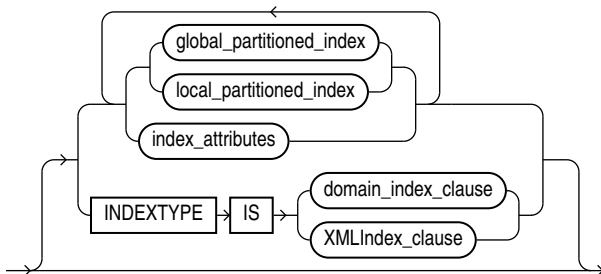 global_partitioned_index
local_partitioned_index
index_attributes
domain_index_clause
INDEXTYPE IS
XMLIndex_clause